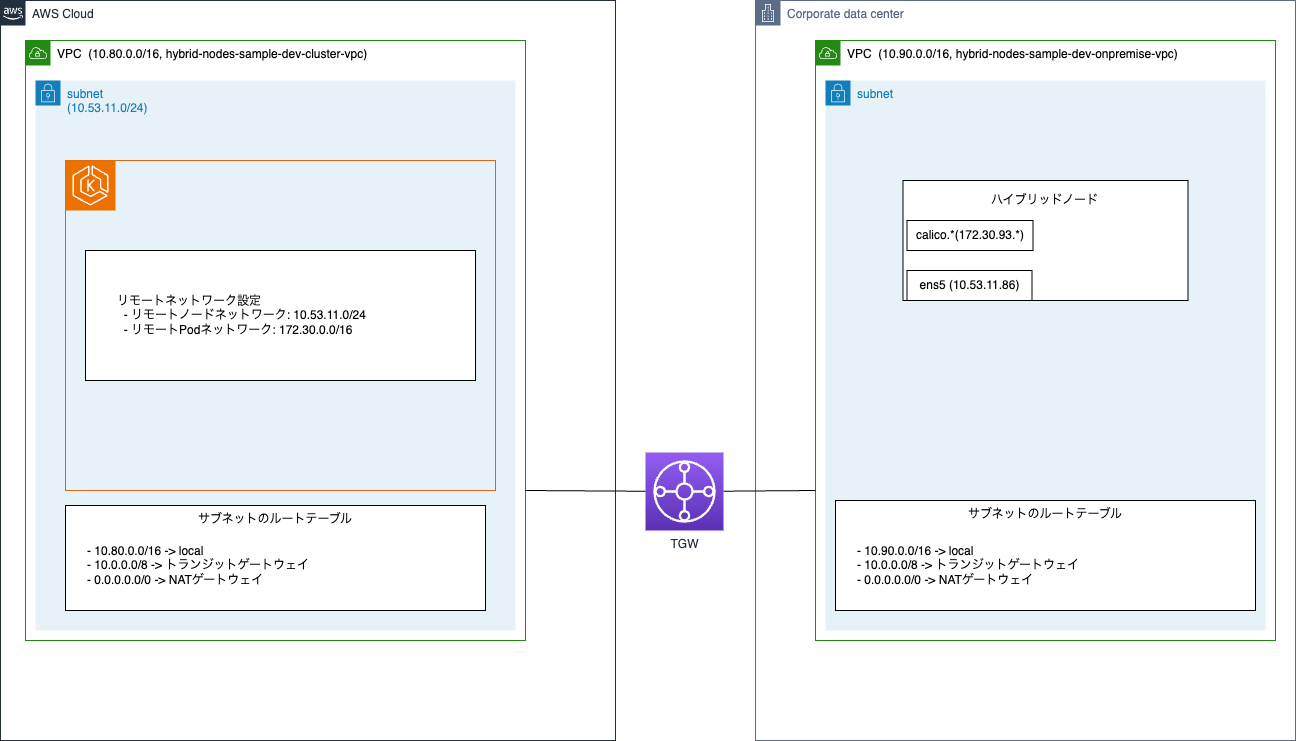 aws
AWS Cloud
VPC (10.80.0.0/16, hybrid-nodes-sample-dev-cluster-vpc)
subnet
(10.53.11.0/24)
K
リモートネットワーク設定
- リモートノードネットワーク: 10.53.11.0/24
- リモートPodネットワーク: 172.30.0.0/16
サブネットのルートテーブル
- 10.80.0.0/16 -> local
- 10.0.0.0/8 -> トランジットゲートウェイ
- 0.0.0.0.0/0 -> NATゲートウェイ
TGW
Corporate data center
VPC (10.90.0.0/16, hybrid-nodes-sample-dev-onpremise-vpc)
subnet
ハイブリッドノード
calico.*(172.30.93.*)
ens5 (10.53.11.86)
サブネットのルートテーブル
- 10.90.0.0/16 -> local
- 10.0.0.0/8 -> トランジットゲートウェイ
- 0.0.0.0.0/0 -> NATゲートウェイ